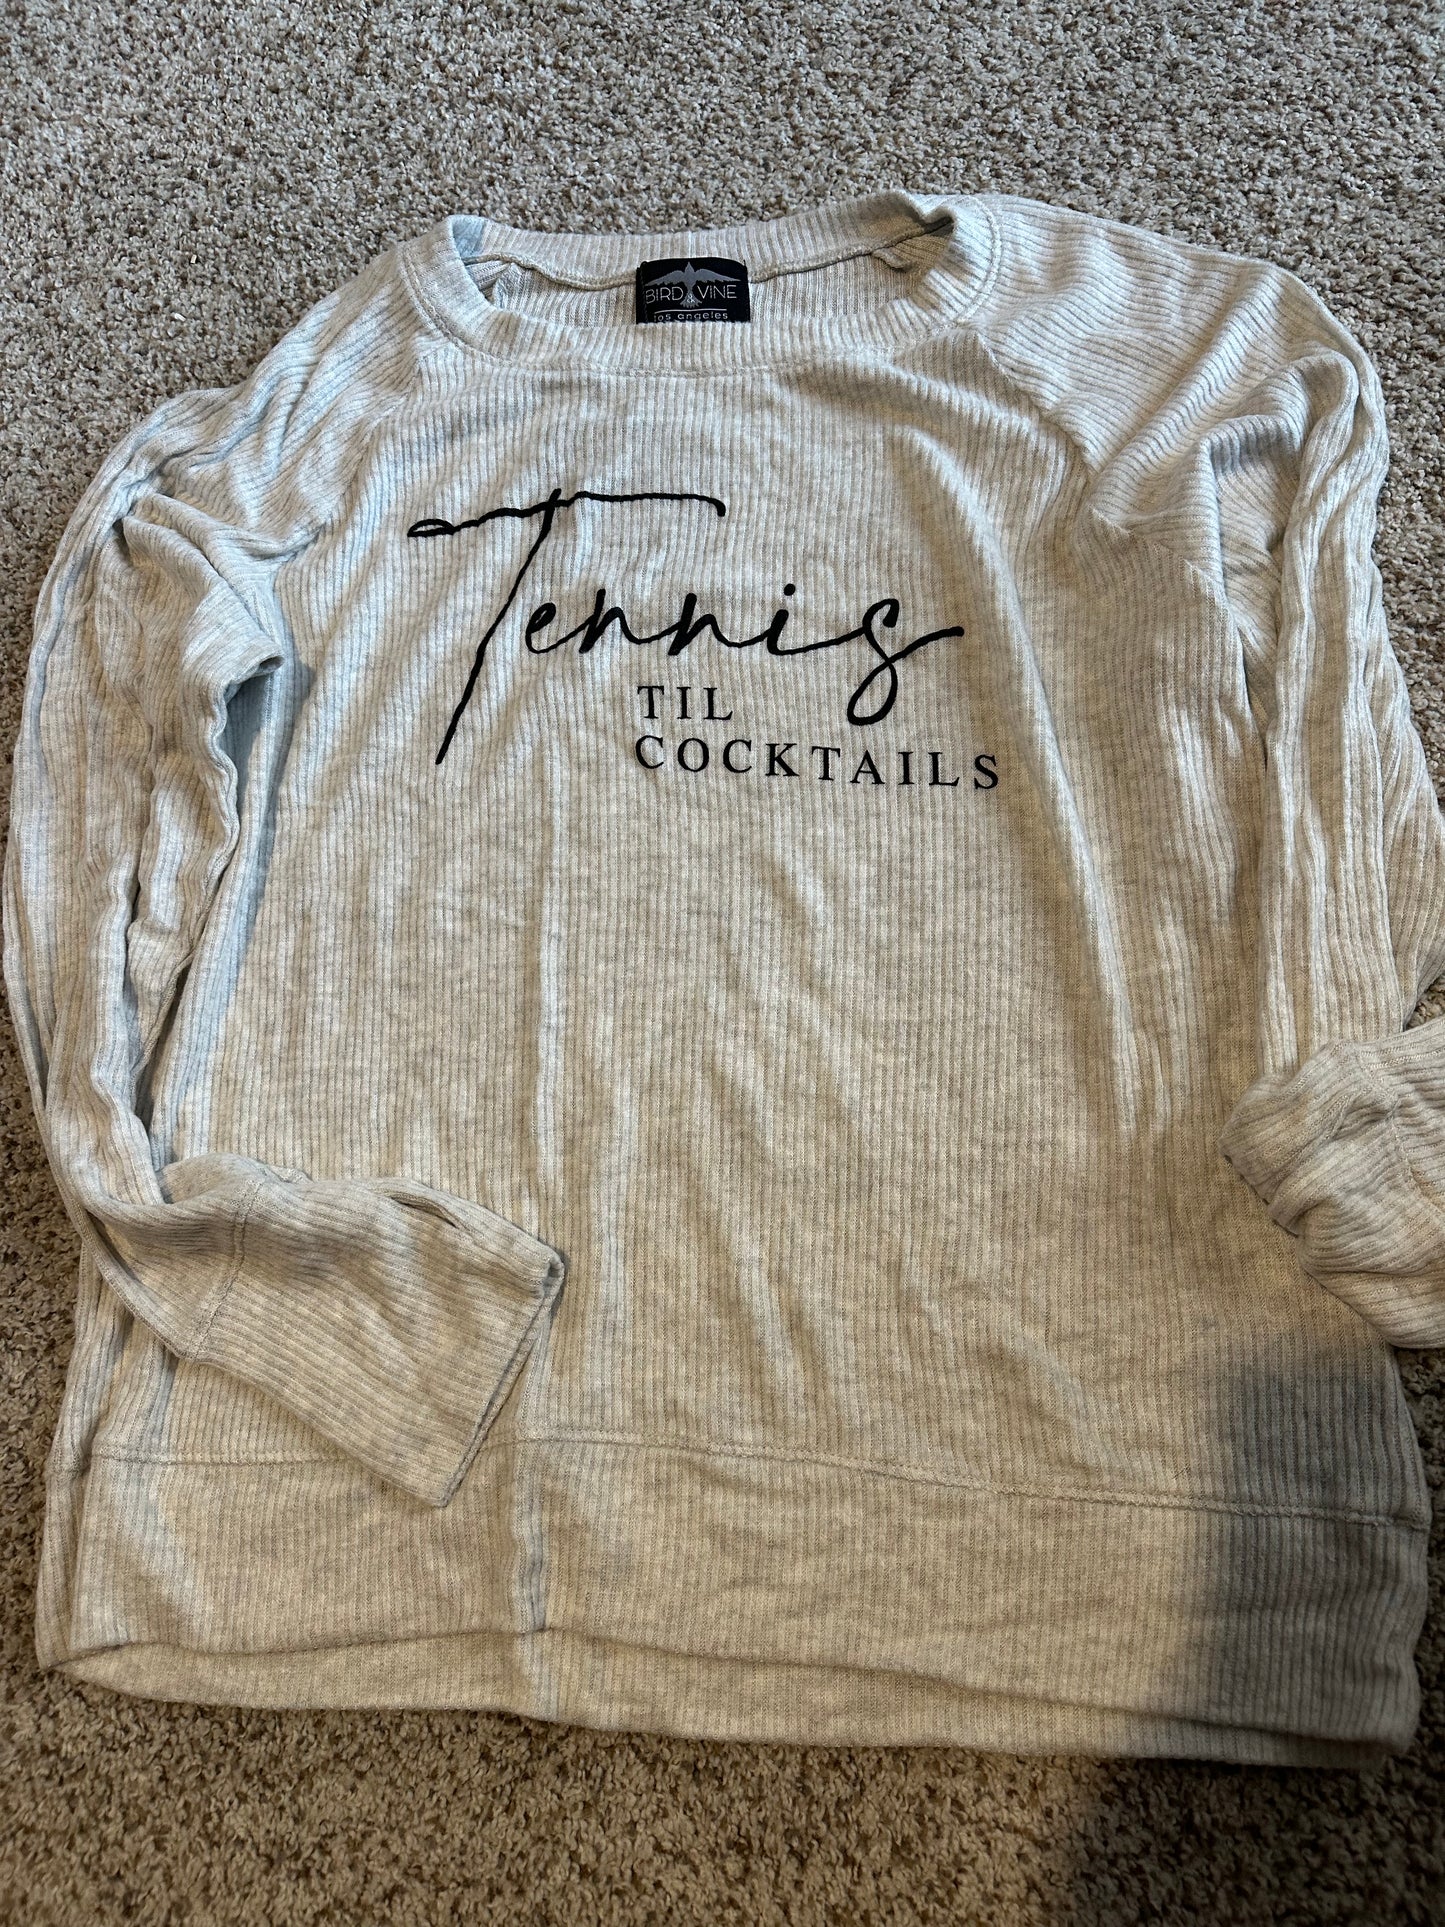 BIRD & VINE
los angeles
Tennis
TIL
COCKTAILS